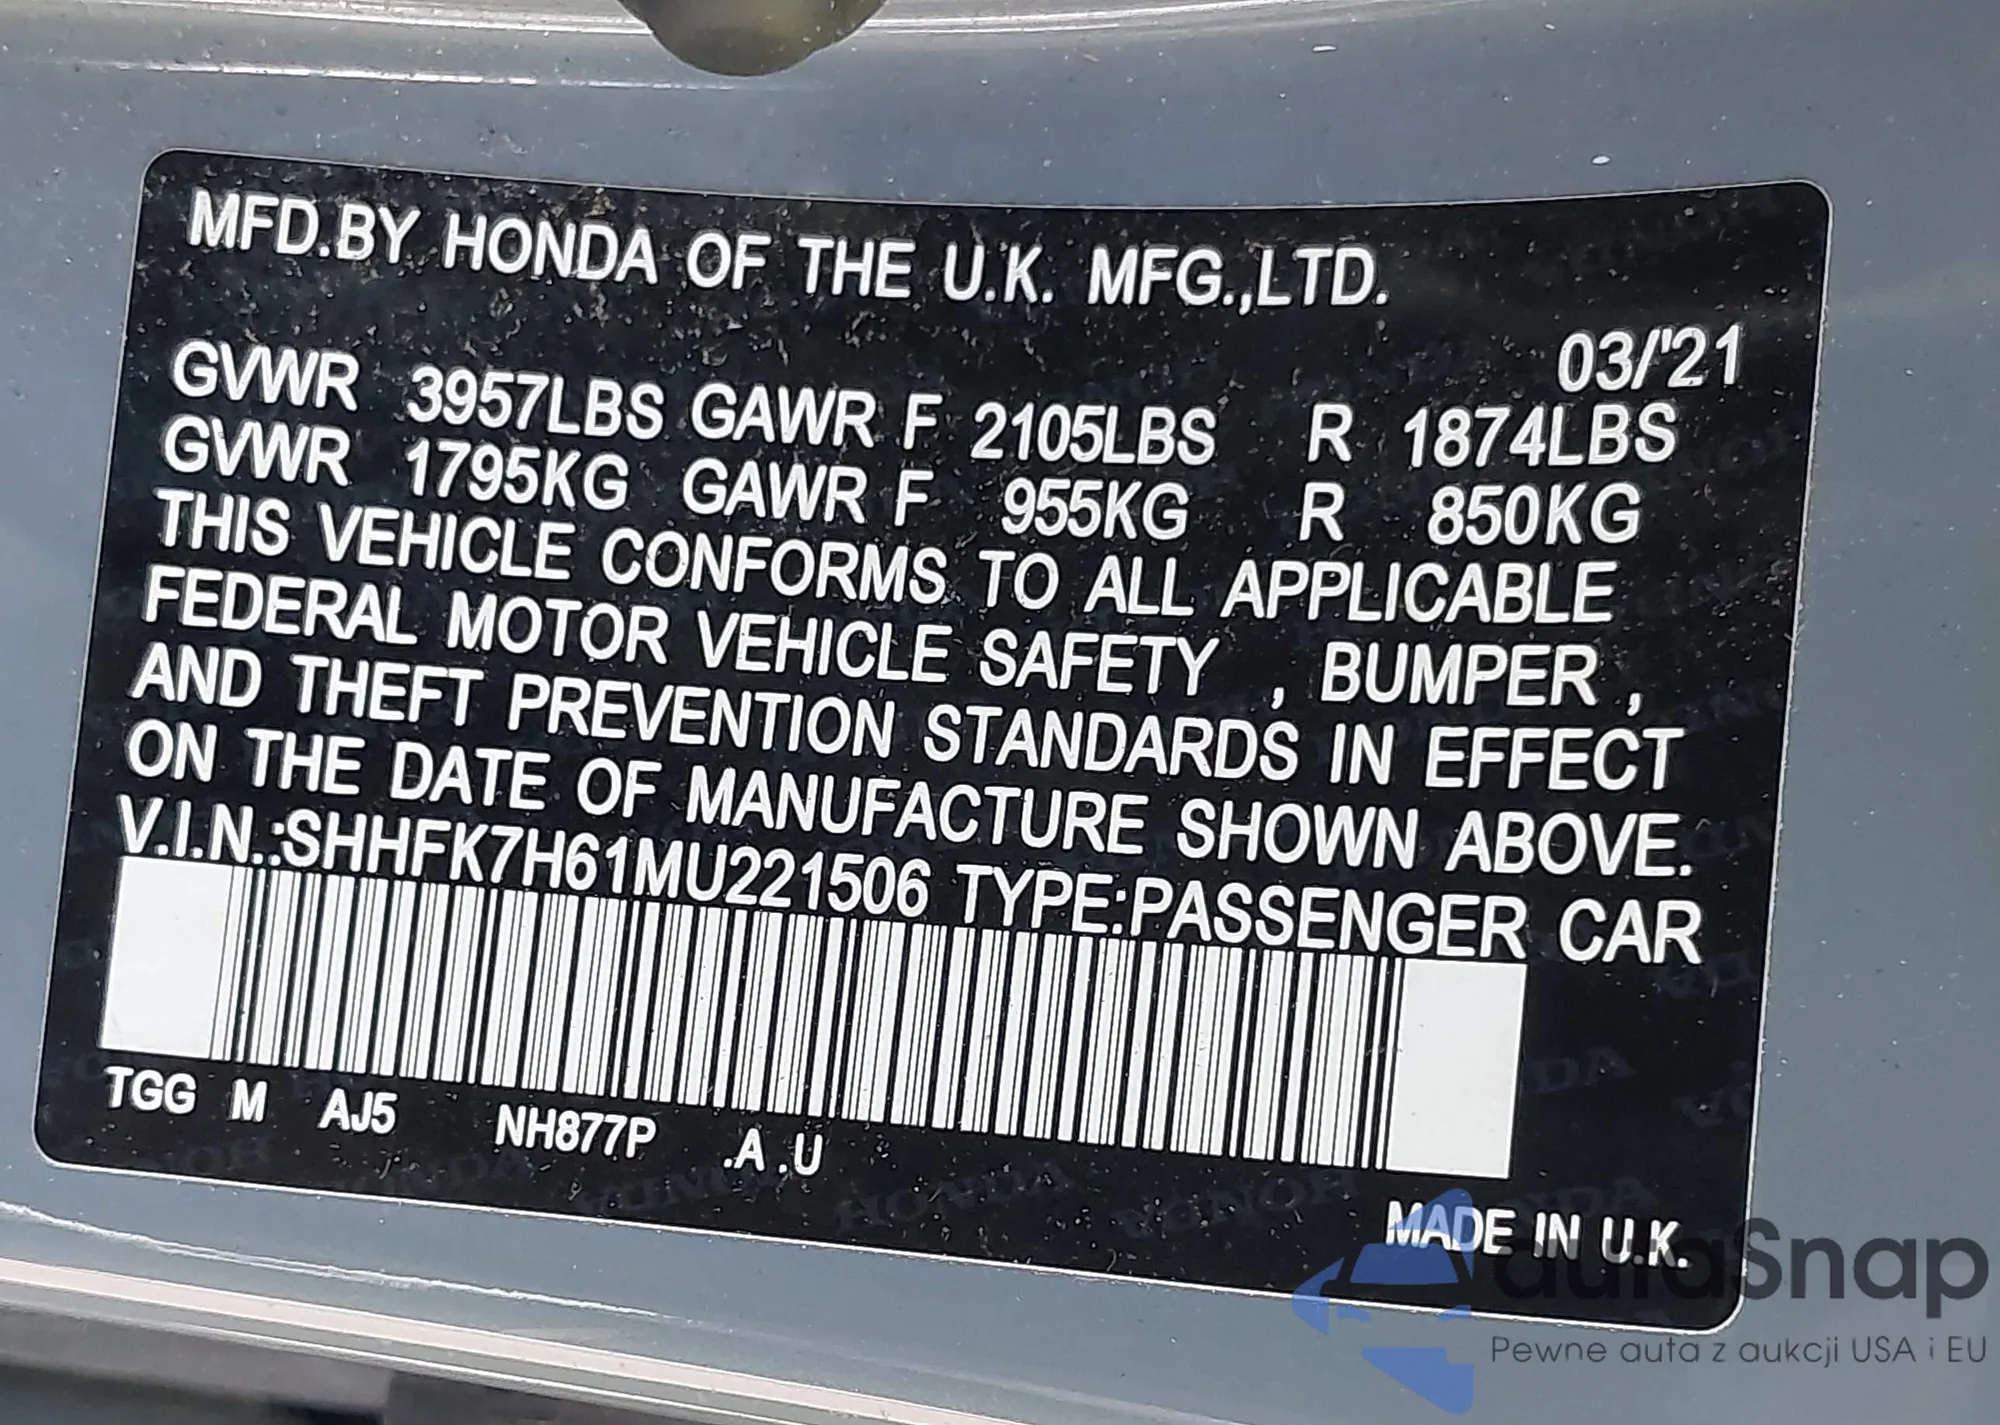 MFD.BY HONDA OF THE U.K. MFG.,LTD.
03/'21
GVWR 3957LBS GAWR F 2105LBS R 1874LBS
GVWR 1795KG GAWR F 955KG R 850KG
THIS VEHICLE CONFORMS TO ALL APPLICABLE
FEDERAL MOTOR VEHICLE SAFETY , BUMPER ,
AND THEFT PREVENTION STANDARDS IN EFFECT
ON THE DATE OF MANUFACTURE SHOWN ABOVE.
V.I.N.:SHHFK7H61MU221506 TYPE:PASSENGER CAR
TGG M AJ5 NH877P .A .U
MADE IN U.K.
autaSnap
Pewne auta z aukcji USA i EU